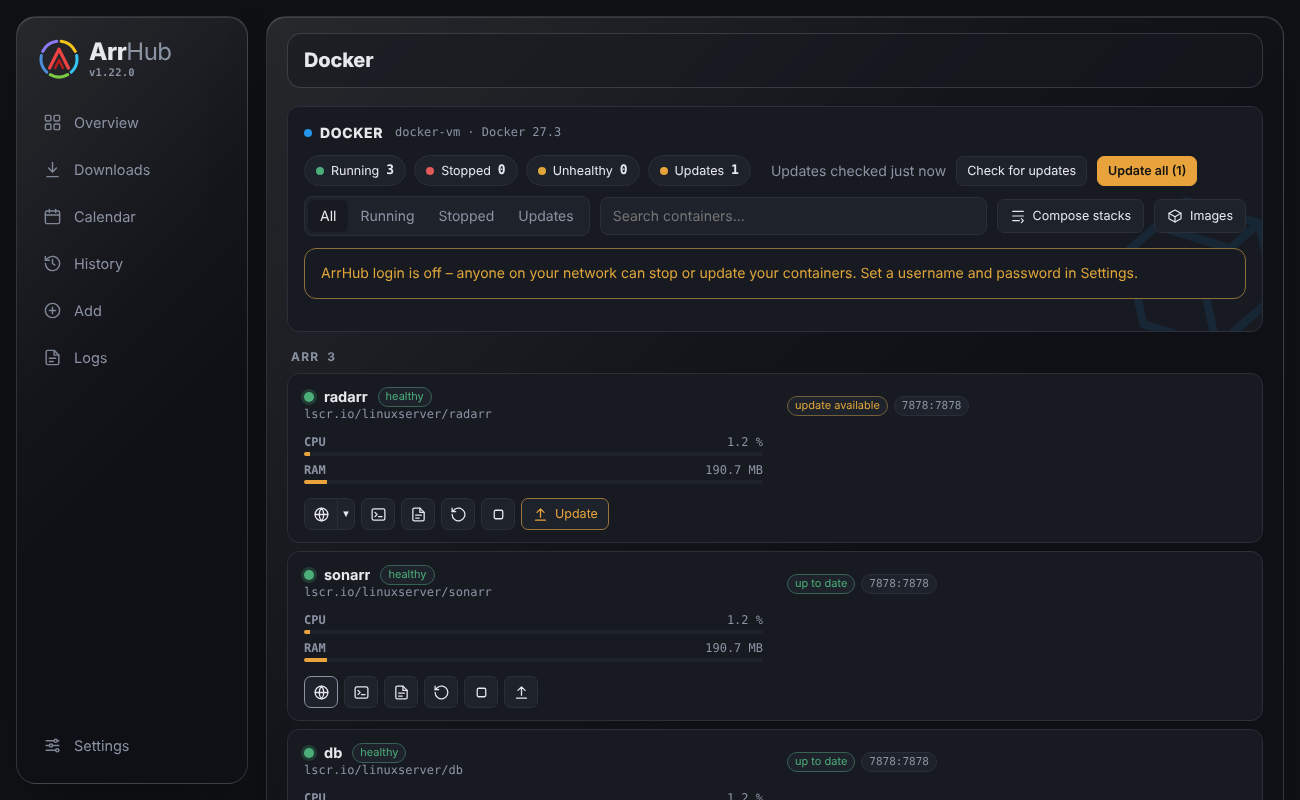 ArrHub
v1.22.0
Overview
Downloads
Calendar
History
Add
Logs
Settings
Docker
DOCKER docker-vm · Docker 27.3
Running 3 Stopped 0 Unhealthy 0 Updates 1 Updates checked just now Check for updates Update all (1)
All Running Stopped Updates Search containers... Compose stacks Images
ArrHub login is off – anyone on your network can stop or update your containers. Set a username and password in Settings.
ARR 3
radarr healthy
lscr.io/linuxserver/radarr
update available 7878:7878
CPU 1.2 %
RAM 190.7 MB
Update
sonarr healthy
lscr.io/linuxserver/sonarr
up to date 7878:7878
CPU 1.2 %
RAM 190.7 MB
db healthy
lscr.io/linuxserver/db
up to date 7878:7878
CPU 1.2 %